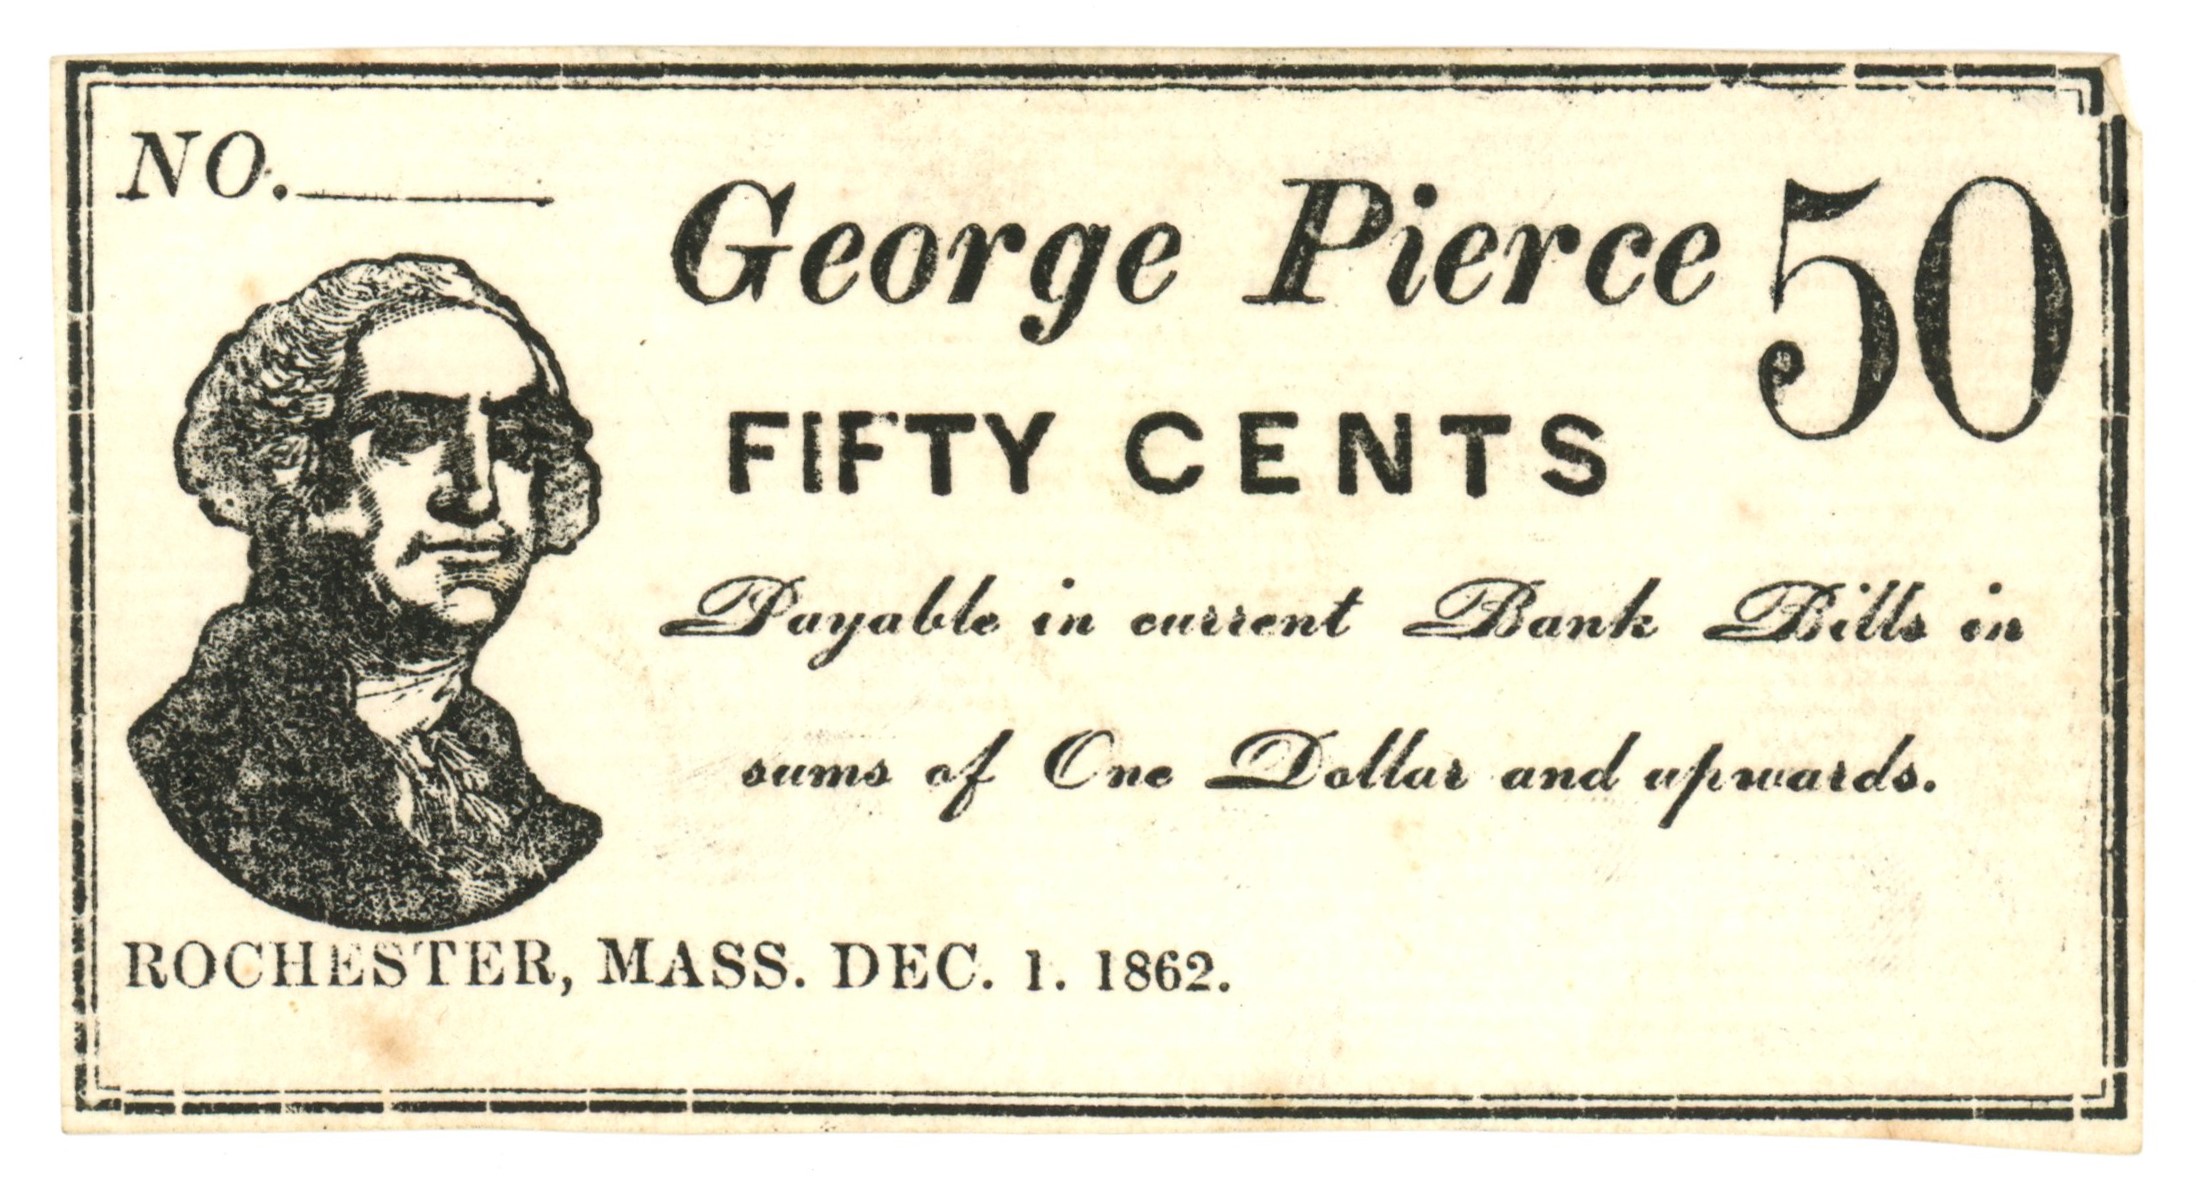 NO.
George Pierce 50
FIFTY CENTS
Payable in current Bank Bills in
sums of One Dollar and upwards.
ROCHESTER, MASS. DEC. 1. 1862.